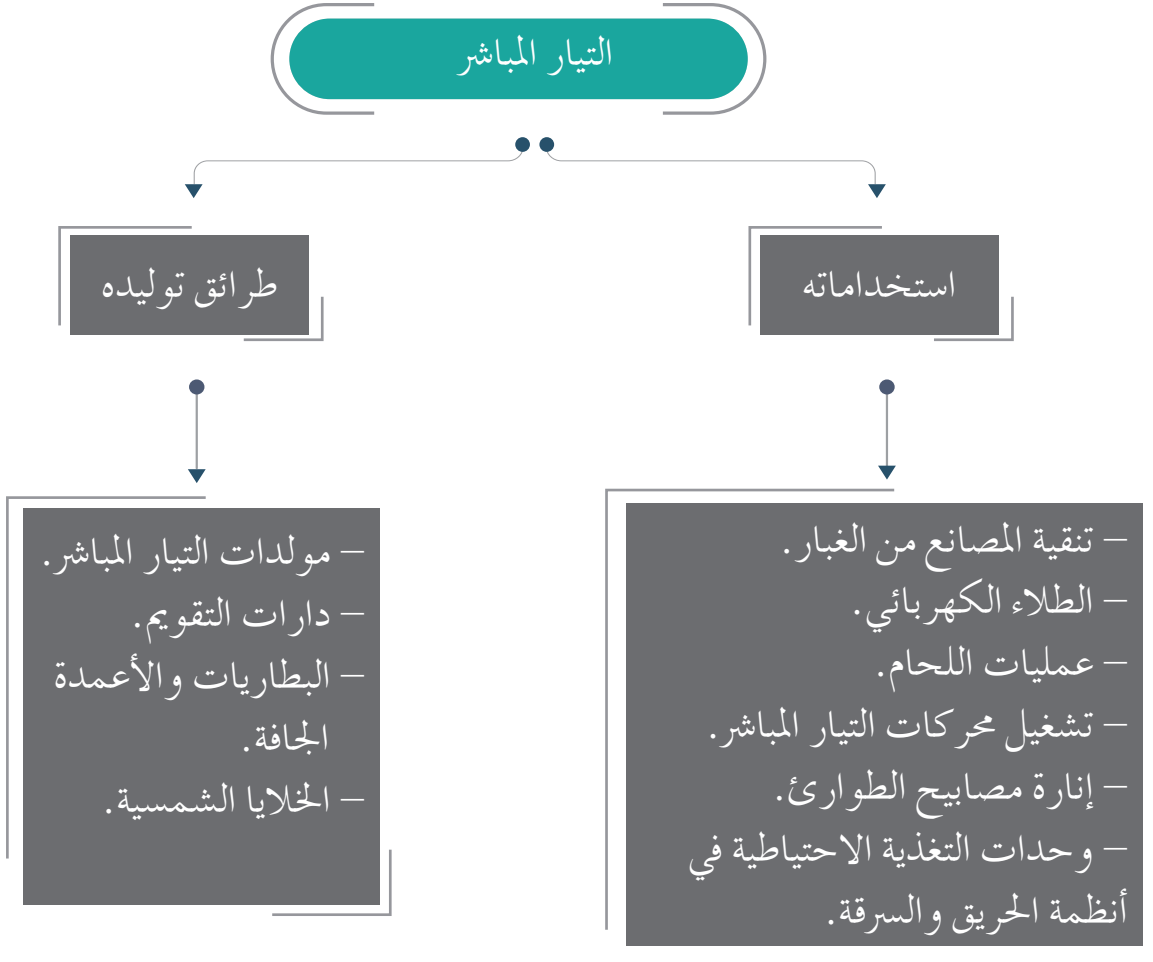 التيار المباشر
استخداماته
طرائق توليده
– تنقية المصانع من الغبار.
– الطلاء الكهربائي.
– عمليات اللحام.
– تشغيل محركات التيار المباشر.
– إنارة مصابيح الطوارئ.
– وحدات التغذية الاحتياطية في
أنظمة الحريق والسرقة.
– مولدات التيار المباشر.
– دارات التقويم.
– البطاريات والأعمدة
الجافة.
– الخلايا الشمسية.